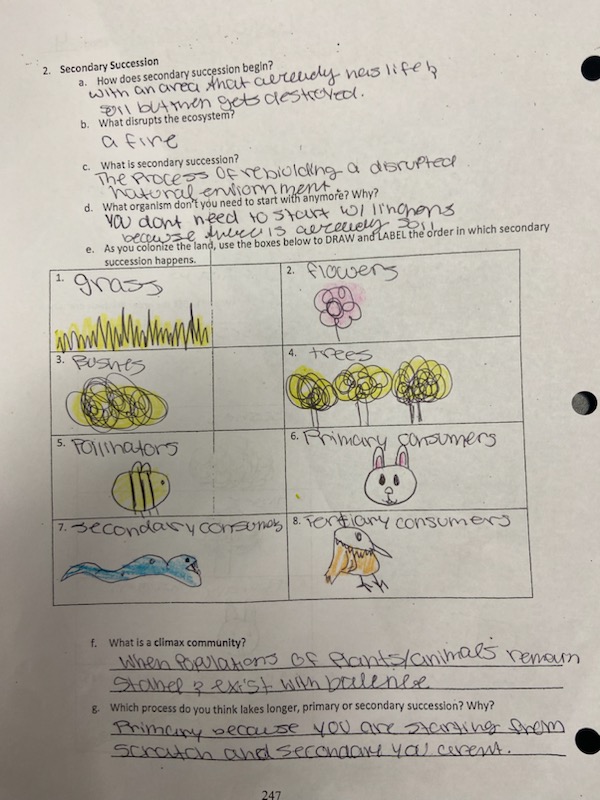 2. Secondary Succession
a. How does secondary succession begin?
with an area that already has life &
soil but then gets destroyed.
b. What disrupts the ecosystem?
a fire
c. What is secondary succession?
The Process of rebiulding a disrupted
natural enviornment.
d. What organism don't you need to start with anymore? Why?
You dont need to start w/ linghens
because there is already soil
e. As you colonize the land, use the boxes below to DRAW and LABEL the order in which secondary
succession happens.
1. grass
2. flowers
3. Bushes
4. trees
5. Pollinators
6. Primary consumers
7. secondary consumers
8. Tertiary consumers
f. What is a climax community?
When Populations of Plants/animals remain
stabel & exist with balence
g. Which process do you think takes longer, primary or secondary succession? Why?
Primary because you are starting from
scratch and secondary you arent.
247